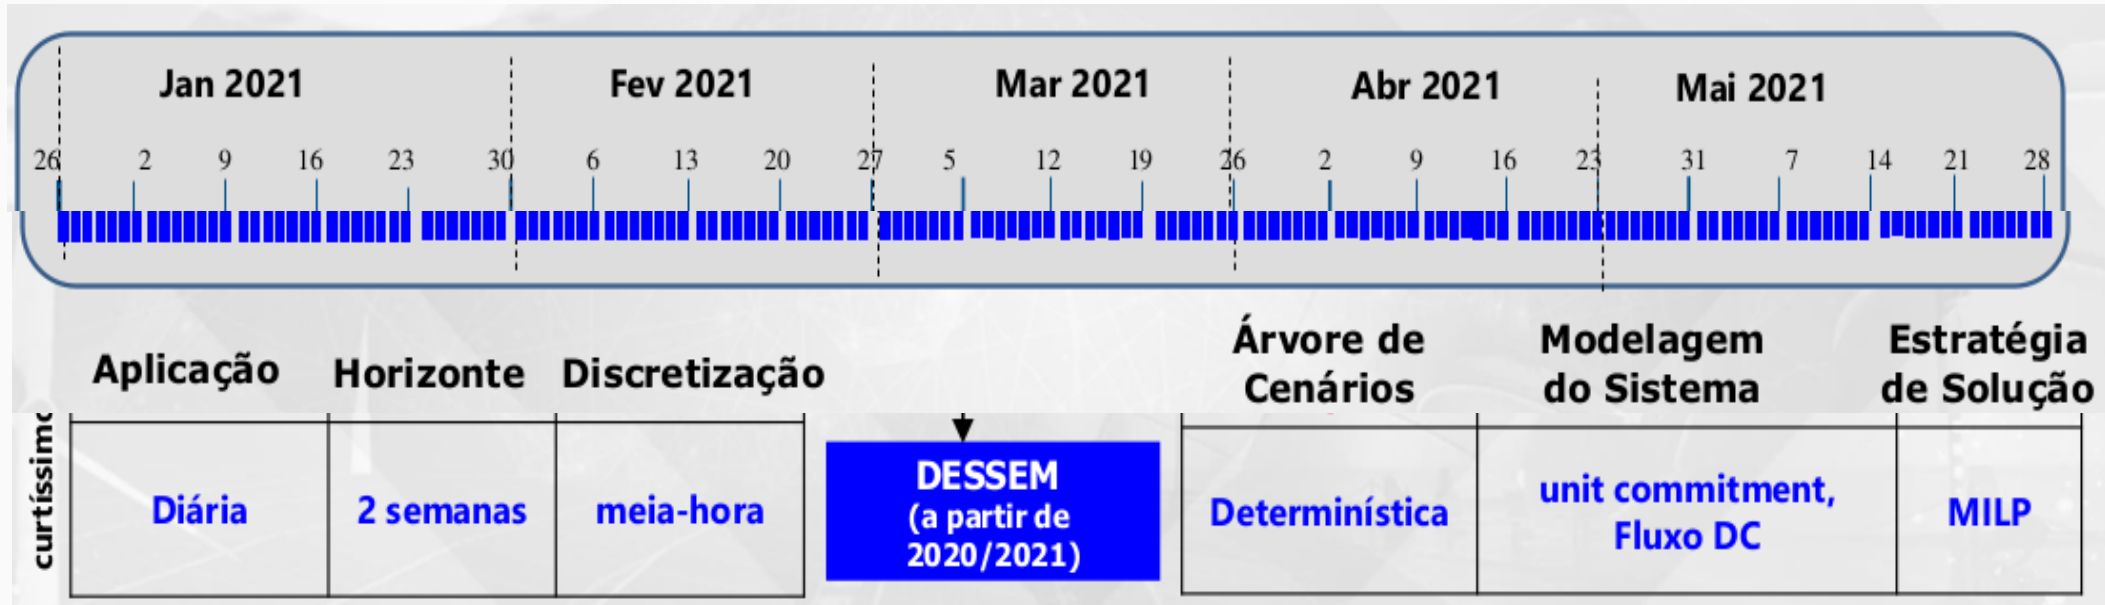 Jan 2021
Fev 2021
Mar 2021
Abr 2021
Mai 2021
26 2 9 16 23 30 6 13 20 27 5 12 19 26 2 9 16 23 31 7 14 21 28
Aplicação
Horizonte
Discretização
Árvore de
Cenários
Modelagem
do Sistema
Estratégia
de Solução
curtíssimo
Diária
2 semanas
meia-hora
DESSEM
(a partir de
2020/2021)
Determinística
unit commitment,
Fluxo DC
MILP